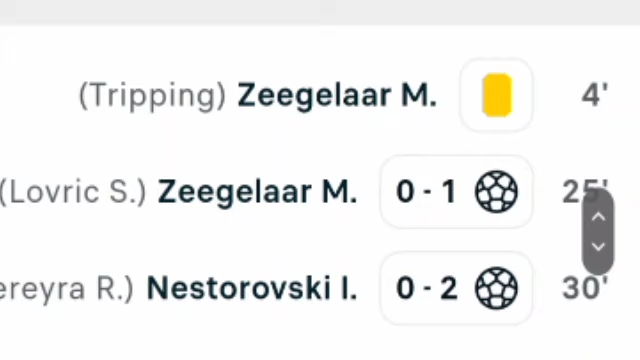 (Tripping) Zeegelaar M. 4'
(Lovric S.) Zeegelaar M. 0 - 1 25'
R.) Nestorovski I. 0 - 2 30'